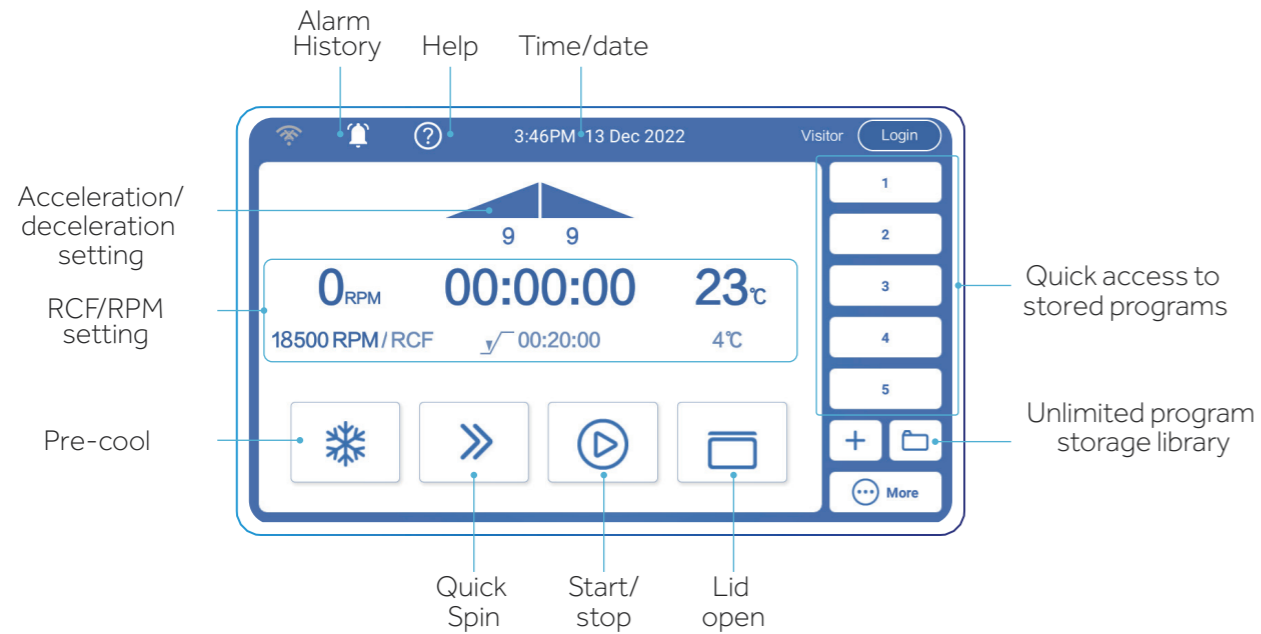 Alarm
History
Help
Time/date
3:46PM 13 Dec 2022
Visitor
Login
Acceleration/
deceleration
setting
9 9
RCF/RPM
setting
0RPM 00:00:00 23℃
18500 RPM/RCF 00:20:00 4℃
1
2
3
4
5
Quick access to
stored programs
Pre-cool
Unlimited program
storage library
More
Quick
Spin
Start/
stop
Lid
open